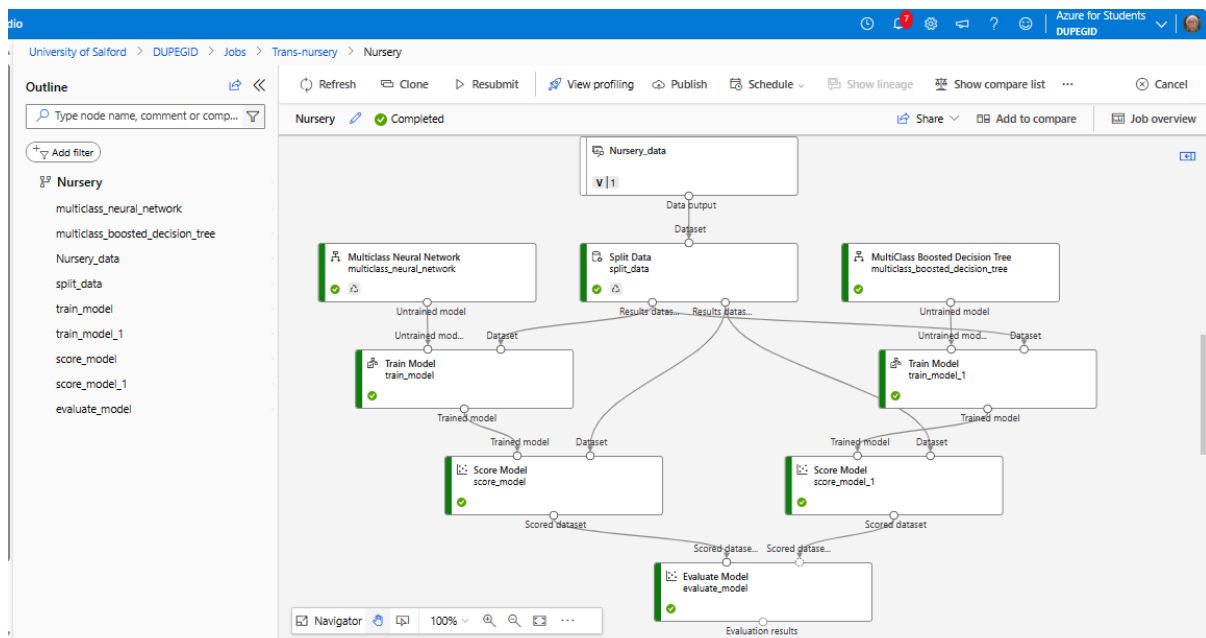 dio
7
Azure for Students
DUPEGID
University of Salford > DUPEGID > Jobs > Trans-nursery > Nursery
Outline
Refresh Clone Resubmit View profiling Publish Schedule Show lineage Show compare list ... Cancel
Type node name, comment or comp...
Nursery Completed Share Add to compare Job overview
Add filter
Nursery
multiclass_neural_network
multiclass_boosted_decision_tree
Nursery_data
split_data
train_model
train_model_1
score_model
score_model_1
evaluate_model
Nursery_data
V | 1
Data output
Dataset
Multiclass Neural Network
multiclass_neural_network
Split Data
split_data
MultiClass Boosted Decision Tree
multiclass_boosted_decision_tree
Untrained model
Results datas... Results datas...
Untrained model
Untrained mod... Dataset
Untrained mod... Dataset
Train Model
train_model
Train Model
train_model_1
Trained model
Trained model
Trained model Dataset
Trained model Dataset
Score Model
score_model
Score Model
score_model_1
Scored dataset
Scored dataset
Scored datase... Scored datase...
Evaluate Model
evaluate_model
Evaluation results
Navigator 100% ...